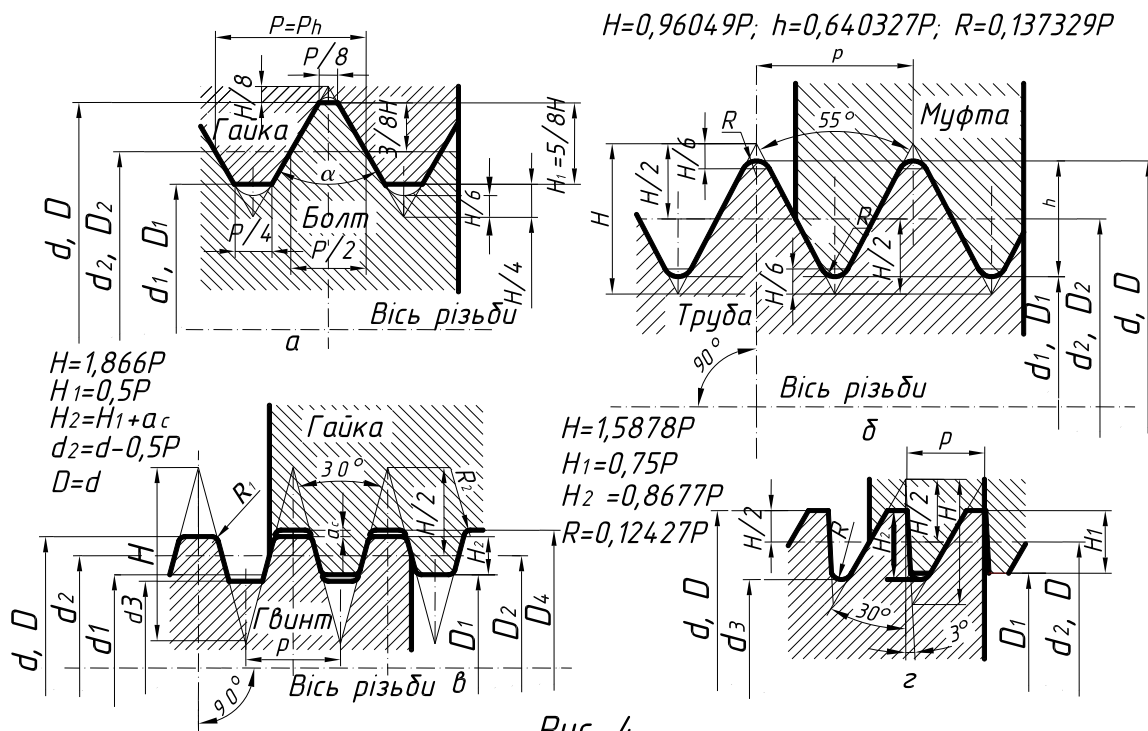 H=0,96049P; h=0,640327P; R=0,137329P
P=Ph
P/8
H/8
Гайка
3/8H
H1=5/8H
α
Болт
H/6
P/4
P/2
H/4
d, D
d2, D2
d1, D1
Вісь різьби
а
P
R
55°
Муфта
H/6
H/2
H
h
R
H/2
H/6
Труба
90°
d1, D1
d2, D2
d, D
Вісь різьби
б
H=1,866P
H1=0,5P
H2=H1+ac
d2=d-0,5P
D=d
Гайка
30°
R1
R2
ac
H/2
H
H2
d, D
d2
d1
d3
Гвинт
P
D1
D2
D4
Вісь різьби
в
90°
H=1,5878P
H1=0,75P
H2 =0,8677P
R=0,12427P
P
H/2
R
H2
H/2
H
H1
30°
3°
d, D
d3
D1
d2, D
г
Рис. 4